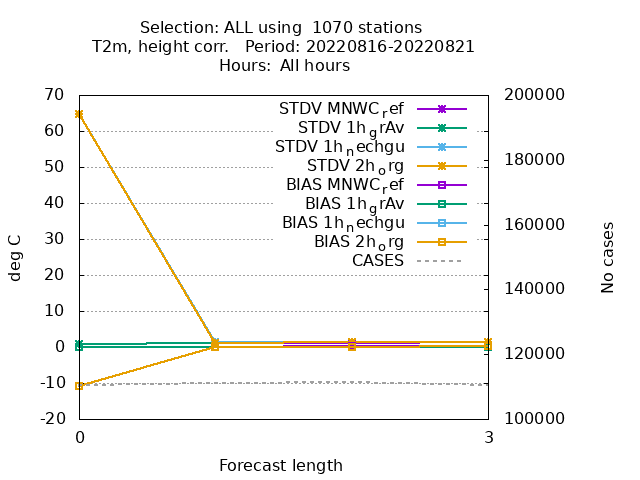 Selection: ALL using  1070 stations
T2m, height corr.   Period: 20220816-20220821
Hours:  All hours
70
60
50
40
30
20
10
0
-10
-20
200000
180000
160000
140000
120000
100000
deg C
No cases
STDV MNWC_ref
STDV 1h_grAv
STDV 1h_nechgu
STDV 2h_org
BIAS MNWC_ref
BIAS 1h_grAv
BIAS 1h_nechgu
BIAS 2h_org
CASES
0
3
Forecast length